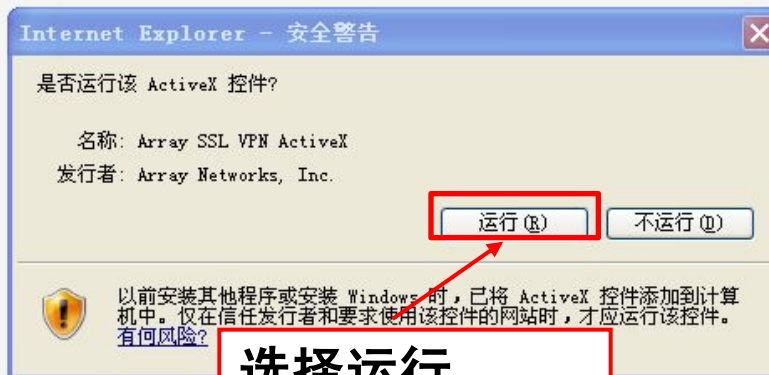 Internet Explorer - 安全警告
是否运行该 ActiveX 控件?
名称: Array SSL VPN ActiveX
发行者: Array Networks, Inc.
运行(R) 不运行(D)
以前安装其他程序或安装 Windows 时，已将 ActiveX 控件添加到计算
机中。仅在信任发行者和要求使用该控件的网站时，才应运行该控件。
有何风险?
选择运行